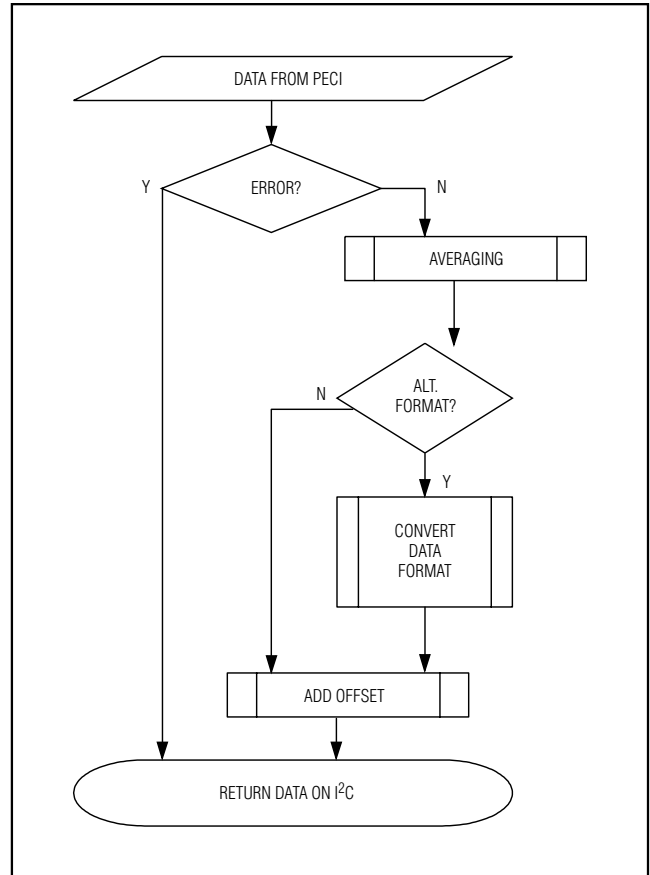 DATA FROM PECI
Y
ERROR?
N
AVERAGING
N
ALT.
FORMAT?
Y
CONVERT
DATA
FORMAT
ADD OFFSET
RETURN DATA ON I²C